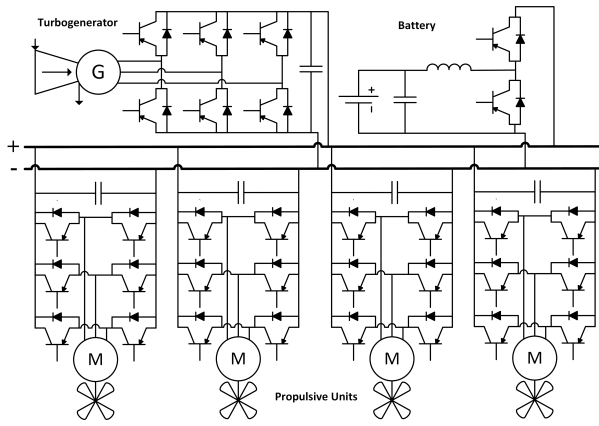 Turbogenerator
Battery
G
+
-
+
-
M
M
M
M
Propulsive Units